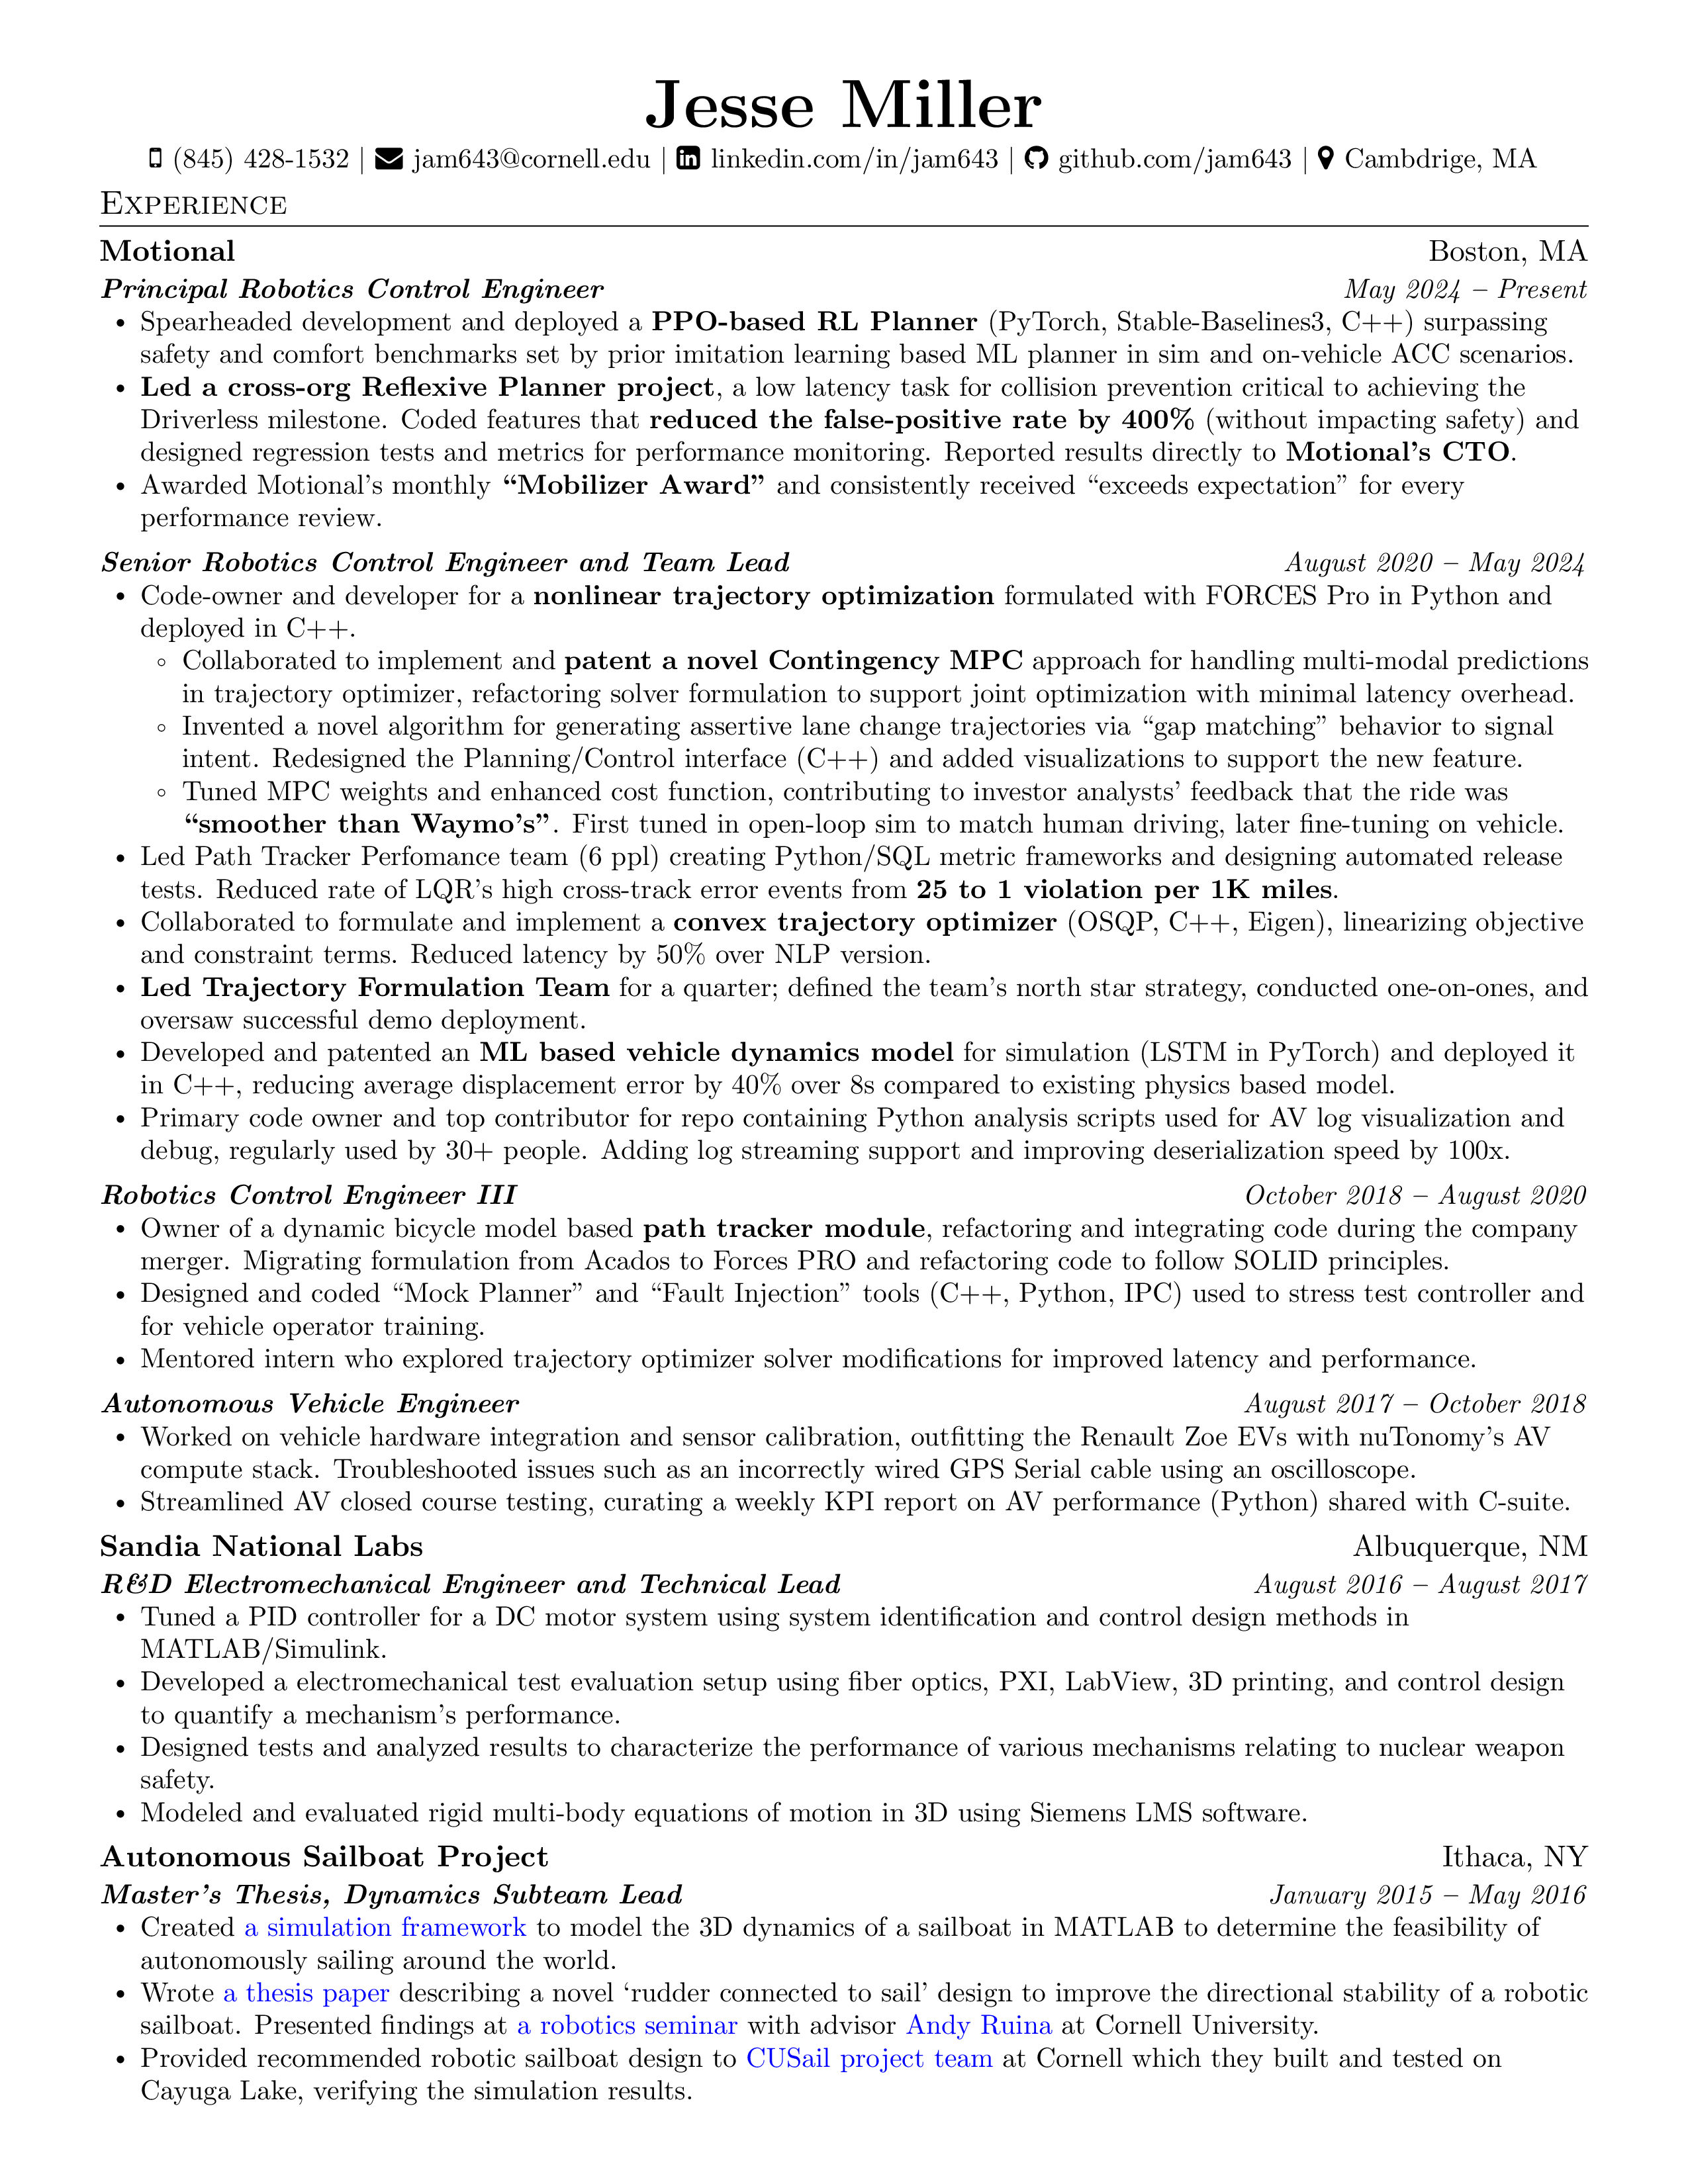 Jesse Miller
(845) 428-1532 | jam643@cornell.edu | linkedin.com/in/jam643 | github.com/jam643 | Cambdrige, MA
Experience
Motional Boston, MA
Principal Robotics Control Engineer May 2024 – Present
• Spearheaded development and deployed a PPO-based RL Planner (PyTorch, Stable-Baselines3, C++) surpassing
safety and comfort benchmarks set by prior imitation learning based ML planner in sim and on-vehicle ACC scenarios.
• Led a cross-org Reflexive Planner project, a low latency task for collision prevention critical to achieving the
Driverless milestone. Coded features that reduced the false-positive rate by 400% (without impacting safety) and
designed regression tests and metrics for performance monitoring. Reported results directly to Motional's CTO.
• Awarded Motional's monthly “Mobilizer Award” and consistently received “exceeds expectation” for every
performance review.
Senior Robotics Control Engineer and Team Lead August 2020 – May 2024
• Code-owner and developer for a nonlinear trajectory optimization formulated with FORCES Pro in Python and
deployed in C++.
◦ Collaborated to implement and patent a novel Contingency MPC approach for handling multi-modal predictions
in trajectory optimizer, refactoring solver formulation to support joint optimization with minimal latency overhead.
◦ Invented a novel algorithm for generating assertive lane change trajectories via “gap matching” behavior to signal
intent. Redesigned the Planning/Control interface (C++) and added visualizations to support the new feature.
◦ Tuned MPC weights and enhanced cost function, contributing to investor analysts' feedback that the ride was
“smoother than Waymo's”. First tuned in open-loop sim to match human driving, later fine-tuning on vehicle.
• Led Path Tracker Perfomance team (6 ppl) creating Python/SQL metric frameworks and designing automated release
tests. Reduced rate of LQR's high cross-track error events from 25 to 1 violation per 1K miles.
• Collaborated to formulate and implement a convex trajectory optimizer (OSQP, C++, Eigen), linearizing objective
and constraint terms. Reduced latency by 50% over NLP version.
• Led Trajectory Formulation Team for a quarter; defined the team's north star strategy, conducted one-on-ones, and
oversaw successful demo deployment.
• Developed and patented an ML based vehicle dynamics model for simulation (LSTM in PyTorch) and deployed it
in C++, reducing average displacement error by 40% over 8s compared to existing physics based model.
• Primary code owner and top contributor for repo containing Python analysis scripts used for AV log visualization and
debug, regularly used by 30+ people. Adding log streaming support and improving deserialization speed by 100x.
Robotics Control Engineer III October 2018 – August 2020
• Owner of a dynamic bicycle model based path tracker module, refactoring and integrating code during the company
merger. Migrating formulation from Acados to Forces PRO and refactoring code to follow SOLID principles.
• Designed and coded “Mock Planner” and “Fault Injection” tools (C++, Python, IPC) used to stress test controller and
for vehicle operator training.
• Mentored intern who explored trajectory optimizer solver modifications for improved latency and performance.
Autonomous Vehicle Engineer August 2017 – October 2018
• Worked on vehicle hardware integration and sensor calibration, outfitting the Renault Zoe EVs with nuTonomy's AV
compute stack. Troubleshooted issues such as an incorrectly wired GPS Serial cable using an oscilloscope.
• Streamlined AV closed course testing, curating a weekly KPI report on AV performance (Python) shared with C-suite.
Sandia National Labs Albuquerque, NM
R&D Electromechanical Engineer and Technical Lead August 2016 – August 2017
• Tuned a PID controller for a DC motor system using system identification and control design methods in
MATLAB/Simulink.
• Developed a electromechanical test evaluation setup using fiber optics, PXI, LabView, 3D printing, and control design
to quantify a mechanism's performance.
• Designed tests and analyzed results to characterize the performance of various mechanisms relating to nuclear weapon
safety.
• Modeled and evaluated rigid multi-body equations of motion in 3D using Siemens LMS software.
Autonomous Sailboat Project Ithaca, NY
Master's Thesis, Dynamics Subteam Lead January 2015 – May 2016
• Created a simulation framework to model the 3D dynamics of a sailboat in MATLAB to determine the feasibility of
autonomously sailing around the world.
• Wrote a thesis paper describing a novel ‘rudder connected to sail’ design to improve the directional stability of a robotic
sailboat. Presented findings at a robotics seminar with advisor Andy Ruina at Cornell University.
• Provided recommended robotic sailboat design to CUSail project team at Cornell which they built and tested on
Cayuga Lake, verifying the simulation results.